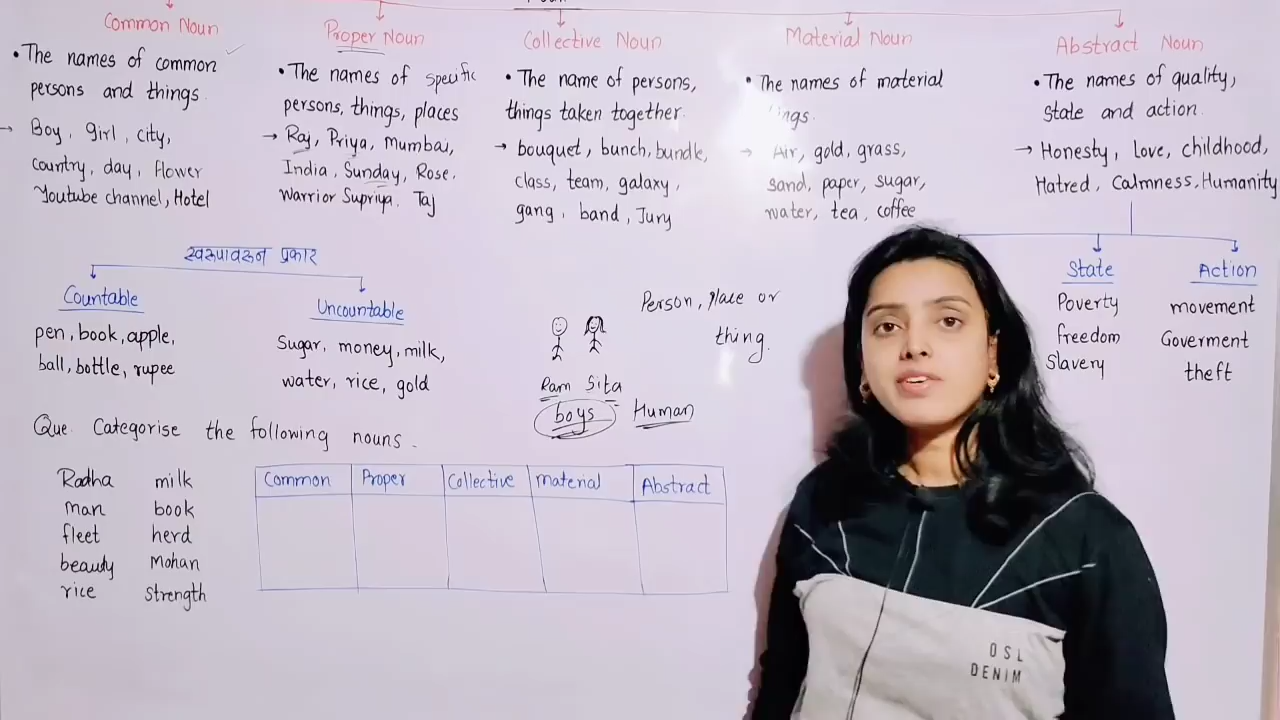 Common Noun
• The names of common
persons and things.
→ Boy, girl, city,
country, day, flower
Youtube channel, Hotel
Proper Noun
• The names of specific
persons, things, places
→ Raj, Priya, Mumbai,
India, Sunday, Rose.
Warrior Supriya. Taj
Collective Noun
• The name of persons,
things taken together.
→ bouquet, bunch, bundle,
class, team, galaxy,
gang, band, Jury
Material Noun
• The names of material
ings.
→ Air, gold, grass,
sand, paper, sugar,
water, tea, coffee
Abstract Noun
• The names of quality,
State and action.
→ Honesty, Love, childhood,
Hatred, Calmness, Humanity
State
Poverty
freedom
Slavery
Action
movement
Goverment
theft
प्रकार
Countable
pen, book, apple,
ball, bottle, rupee
Uncountable
Sugar, money, milk,
water, rice, gold
Person, place or
thing.
Ram Sita
boys Human
Que. Categorise the following nouns.
Radha milk
man book
fleet herd
beauty Mohan
rice strength
Common Proper Collective material Abstract
OSL
DENIM